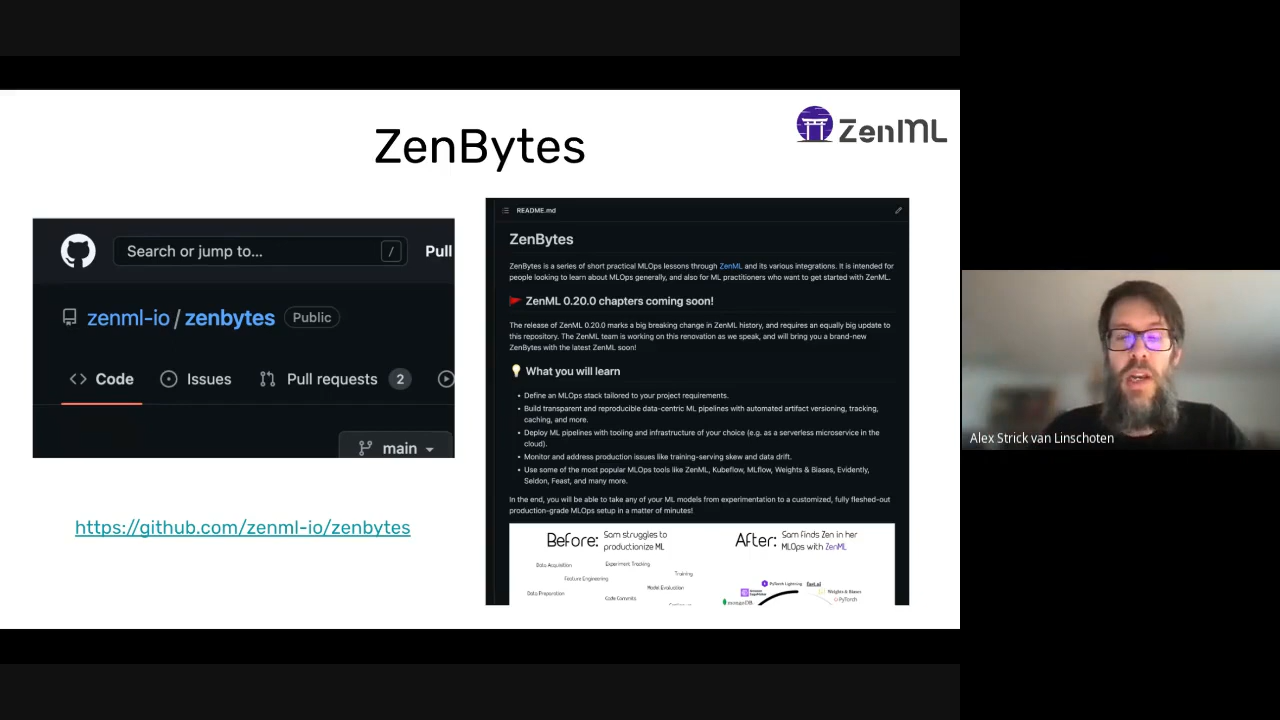 ZenBytes
ZenML
Search or jump to... /
Pull
zenml-io / zenbytes Public
Code Issues Pull requests 2
main
https://github.com/zenml-io/zenbytes
README.md
ZenBytes
ZenBytes is a series of short practical MLOps lessons through ZenML and its various integrations. It is intended for
people looking to learn about MLOps generally, and also for ML practitioners who want to get started with ZenML.
ZenML 0.20.0 chapters coming soon!
The release of ZenML 0.20.0 marks a big breaking change in ZenML history, and requires an equally big update to
this repository. The ZenML team is working on this renovation as we speak, and will bring you a brand-new
ZenBytes with the latest ZenML soon!
What you will learn
• Define an MLOps stack tailored to your project requirements.
• Build transparent and reproducible data-centric ML pipelines with automated artifact versioning, tracking,
caching, and more.
• Deploy ML pipelines with tooling and infrastructure of your choice (e.g. as a serverless microservice in the
cloud).
• Monitor and address production issues like training-serving skew and data drift.
• Use some of the most popular MLOps tools like ZenML, Kubeflow, MLflow, Weights & Biases, Evidently,
Seldon, Feast, and many more.
In the end, you will be able to take any of your ML models from experimentation to a customized, fully fleshed-out
production-grade MLOps setup in a matter of minutes!
Before: Sam struggles to
productionize ML
Data Acquisition
Experiment Tracking
Training
Feature Engineering
Model Evaluation
Data Preparation
Code Commits
After: Sam finds Zen in her
MLOps with ZenML
PyTorch Lightning
fast.ai
Weights & Biases
mongoDB
PyTorch
Alex Strick van Linschoten